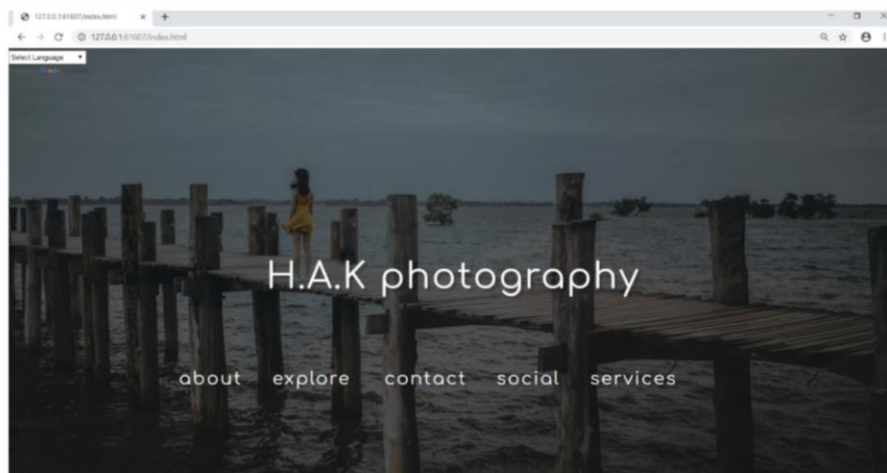 127.0.0.1:61607/index.html
127.0.0.1:61607/index.html
Select Language
H.A.K photography
about explore contact social services